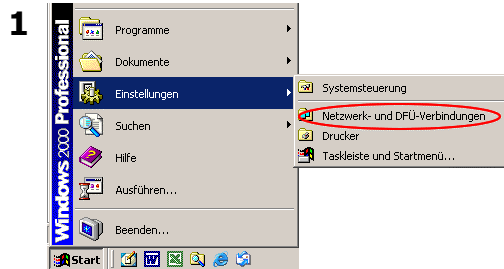 1
Windows 2000 Professional
Programme
Dokumente
Einstellungen
Suchen
Hilfe
Ausführen...
Beenden...
Systemsteuerung
Netzwerk- und DFÜ-Verbindungen
Drucker
Taskleiste und Startmenü...
Start